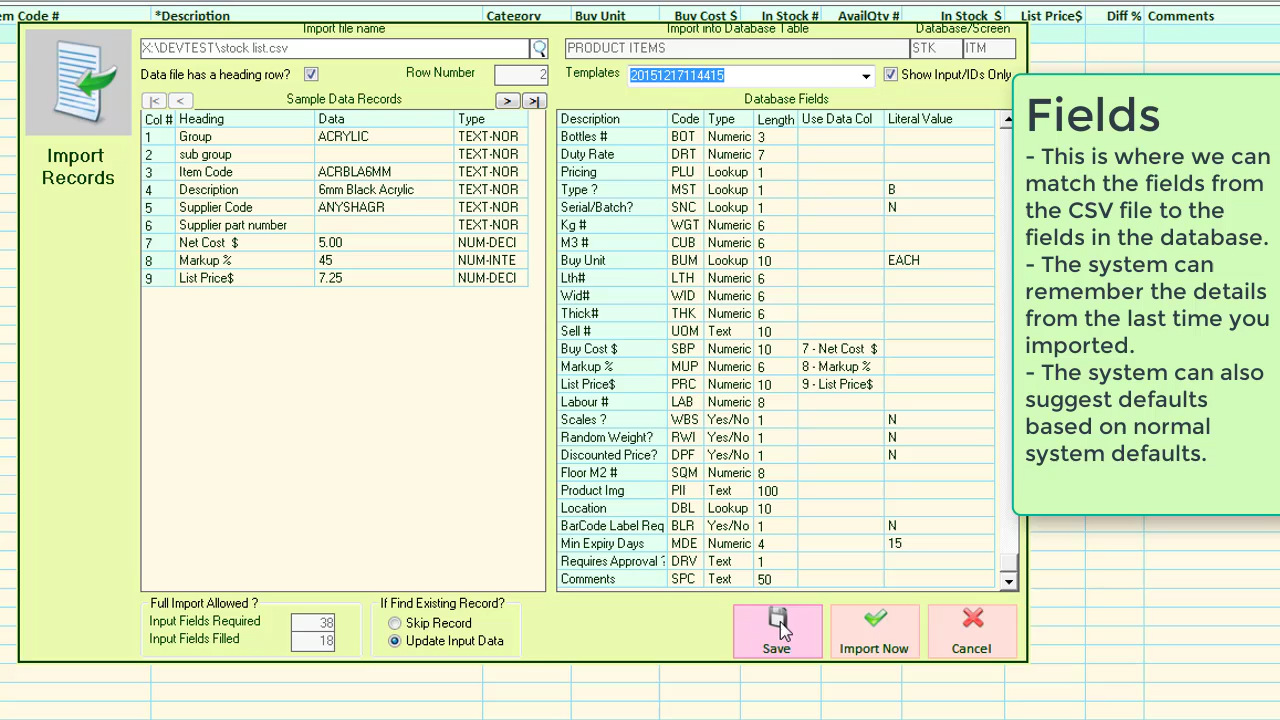 em Code # *Description Category Buy Unit Buy Cost $ In Stock # AvailQty # In Stock $ List Price$ Diff % Comments
Import file name Import into Database Table Database/Screen
X:\DEVTEST\stock list.csv PRODUCT ITEMS STK ITM
Data file has a heading row? Row Number 2 Templates 20151217114415 Show Input/IDs Only
|< < Sample Data Records > >| Database Fields
Import
Records
Col # Heading Data Type
1 Group ACRYLIC TEXT-NOR
2 sub group TEXT-NOR
3 Item Code ACRBLA6MM TEXT-NOR
4 Description 6mm Black Acrylic TEXT-NOR
5 Supplier Code ANYSHAGR TEXT-NOR
6 Supplier part number TEXT-NOR
7 Net Cost $ 5.00 NUM-DECI
8 Markup % 45 NUM-INTE
9 List Price$ 7.25 NUM-DECI
Description Code Type Length Use Data Col Literal Value
Bottles # BOT Numeric 3
Duty Rate DRT Numeric 7
Pricing PLU Lookup 1
Type ? MST Lookup 1 B
Serial/Batch? SNC Lookup 1 N
Kg # WGT Numeric 6
M3 # CUB Numeric 6
Buy Unit BUM Lookup 10 EACH
Lth# LTH Numeric 6
Wid# WID Numeric 6
Thick# THK Numeric 6
Sell # UOM Text 10
Buy Cost $ SBP Numeric 10 7 - Net Cost $
Markup % MUP Numeric 6 8 - Markup %
List Price$ PRC Numeric 10 9 - List Price$
Labour # LAB Numeric 8
Scales ? WBS Yes/No 1 N
Random Weight? RWI Yes/No 1 N
Discounted Price? DPF Yes/No 1 N
Floor M2 # SQM Numeric 8
Product Img PII Text 100
Location DBL Lookup 10
BarCode Label Req BLR Yes/No 1 N
Min Expiry Days MDE Numeric 4 15
Requires Approval ? DRV Text 1
Comments SPC Text 50
Full Import Allowed ?
Input Fields Required 38
Input Fields Filled 18
If Find Existing Record?
Skip Record
Update Input Data
Save Import Now Cancel
Fields
- This is where we can
match the fields from
the CSV file to the
fields in the database.
- The system can
remember the details
from the last time you
imported.
- The system can also
suggest defaults
based on normal
system defaults.